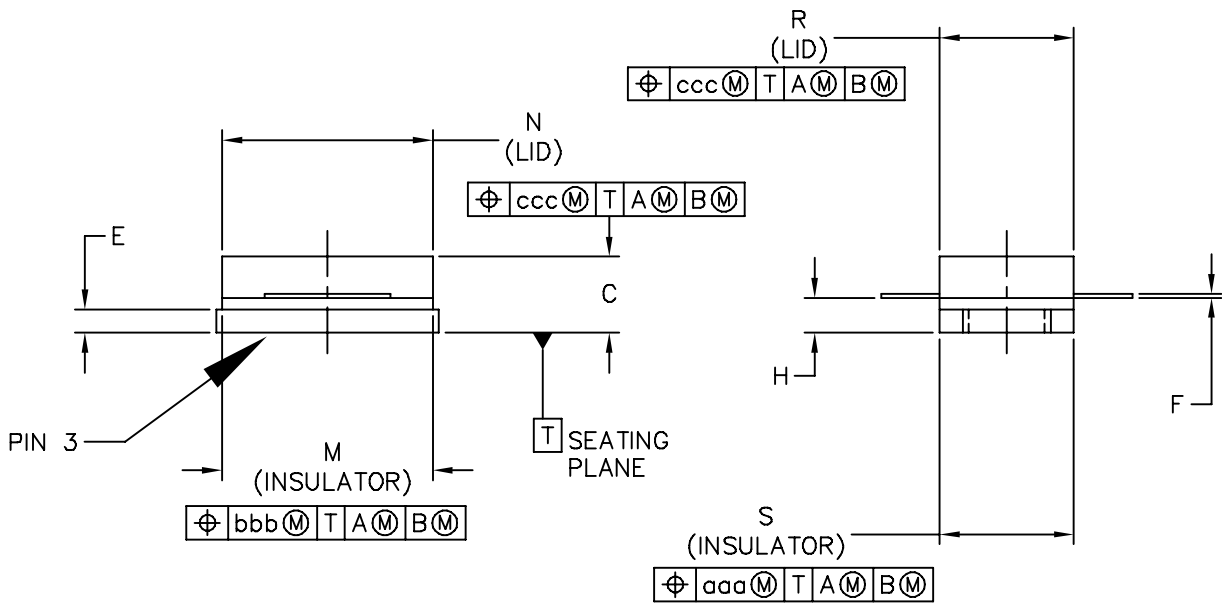 R
(LID)
⌖ ccc Ⓜ T A Ⓜ B Ⓜ
N
(LID)
⌖ ccc Ⓜ T A Ⓜ B Ⓜ
E
C
H
F
PIN 3
T SEATING
PLANE
M
(INSULATOR)
⌖ bbb Ⓜ T A Ⓜ B Ⓜ
S
(INSULATOR)
⌖ aaa Ⓜ T A Ⓜ B Ⓜ